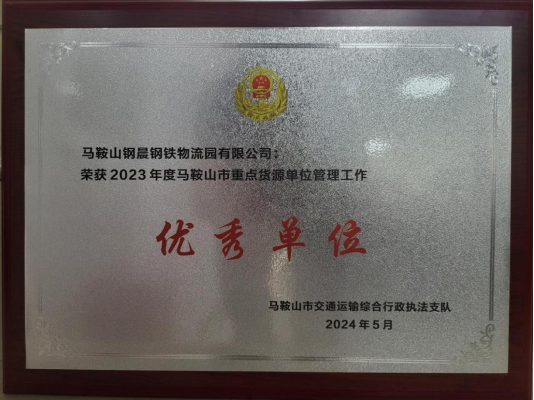 马鞍山钢晨钢铁物流园有限公司：
荣获2023年度马鞍山市重点货源单位管理工作
优秀单位
马鞍山市交通运输综合行政执法支队
2024年5月